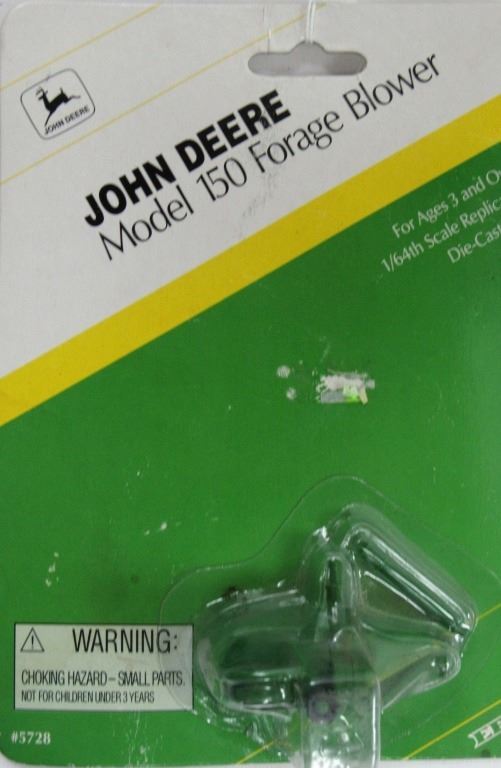 JOHN DEERE
JOHN DEERE
Model 150 Forage Blower
For Ages 3 and
1/64th Scale
Die-Cast
WARNING:
CHOKING HAZARD – SMALL PARTS.
NOT FOR CHILDREN UNDER 3 YEARS
#5728